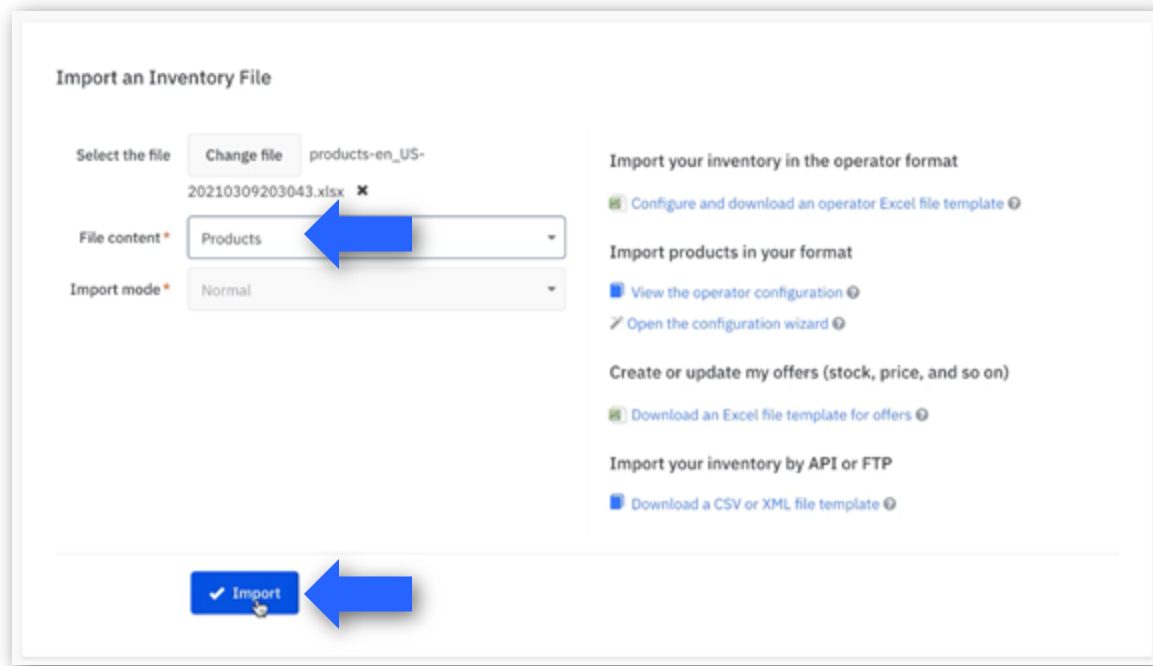 Import an Inventory File
Select the file
Change file
products-en_US-
20210309203043.xlsx ✖
File content *
Products
Import mode *
Normal
Import your inventory in the operator format
Configure and download an operator Excel file template
Import products in your format
View the operator configuration
Open the configuration wizard
Create or update my offers (stock, price, and so on)
Download an Excel file template for offers
Import your inventory by API or FTP
Download a CSV or XML file template
Import